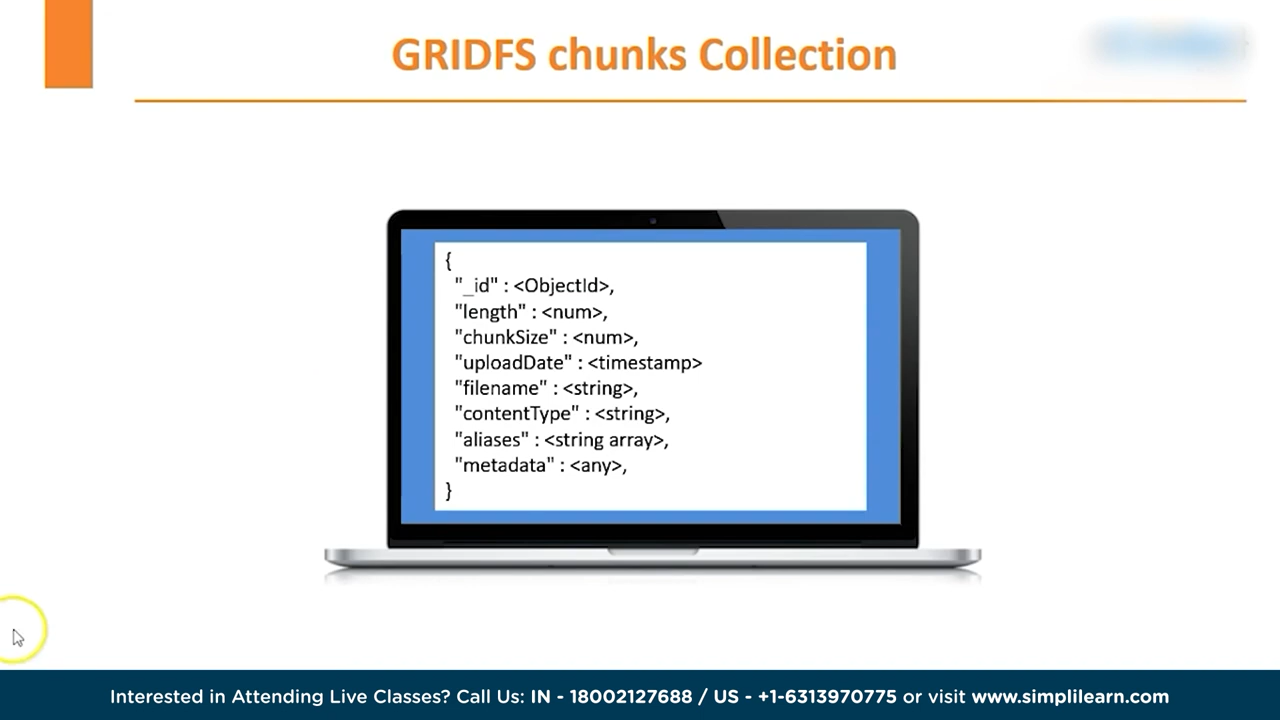 GRIDFS chunks Collection
{
"_id" : <ObjectId>,
"length" : <num>,
"chunkSize" : <num>,
"uploadDate" : <timestamp>
"filename" : <string>,
"contentType" : <string>,
"aliases" : <string array>,
"metadata" : <any>,
}
Interested in Attending Live Classes? Call Us: IN - 18002127688 / US - +1-6313970775 or visit www.simplilearn.com